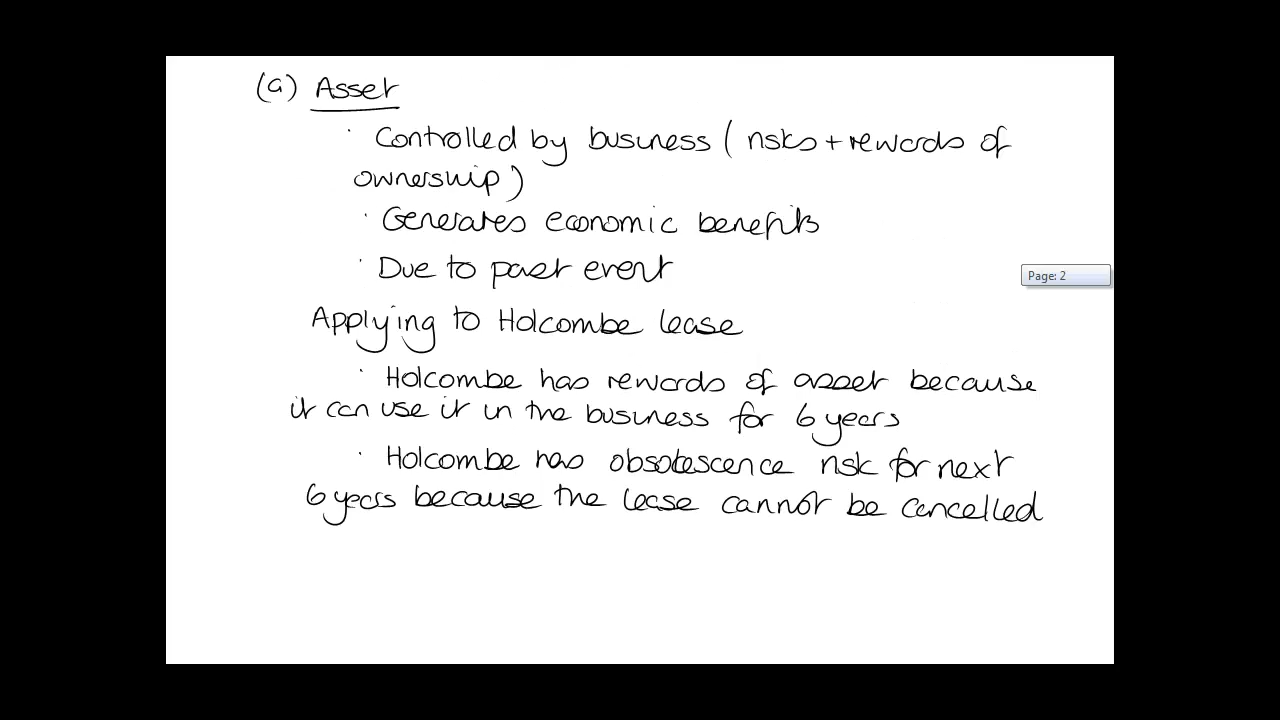 (a) Asset
· Controlled by business (risks + rewards of
ownership)
· Generates economic benefits
· Due to past event
Page: 2
Applying to Holcombe lease
· Holcombe has rewards of asset because
it can use it in the business for 6 years
· Holcombe has obsolescence risk for next
6 years because the lease cannot be cancelled